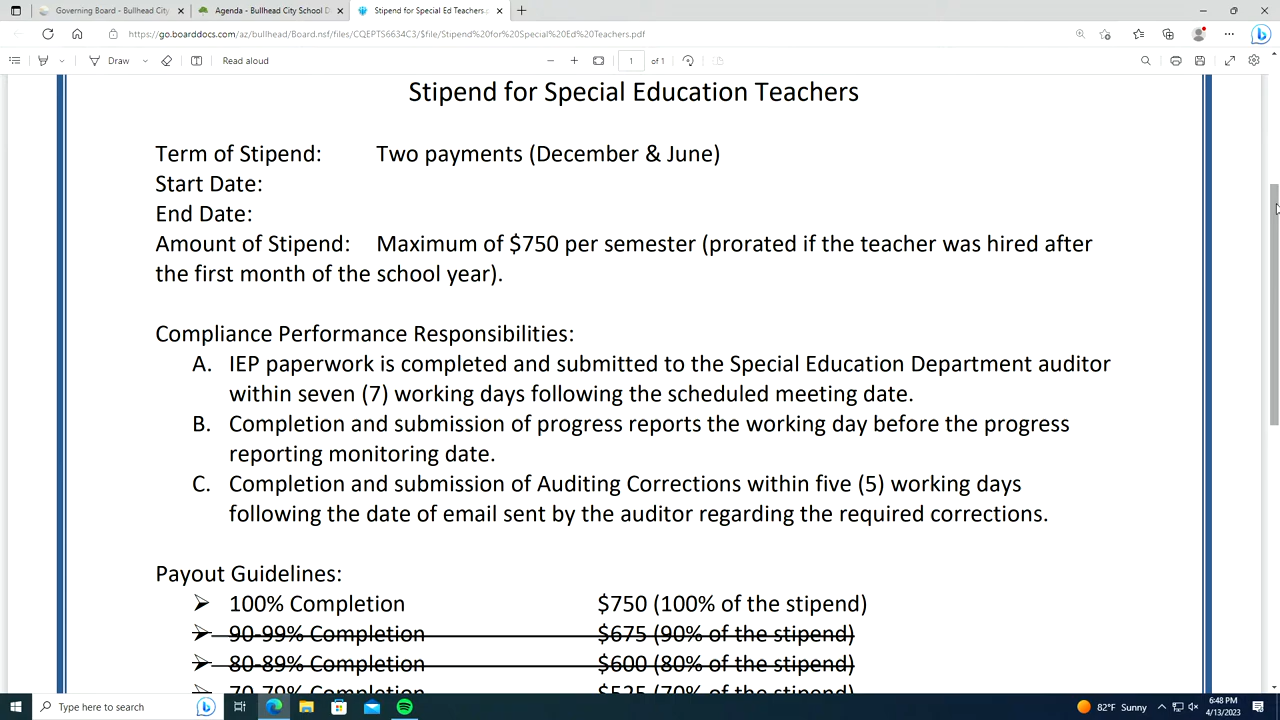 Governing Board - Bullhead City
Agenda - Bullhead City School D
Stipend for Special Ed Teachers.
https://go.boarddocs.com/az/bullhead/Board.nsf/files/CQEPTS6634C3/$file/Stipend%20for%20Special%20Ed%20Teachers.pdf
Draw
Read aloud
1
of 1
Stipend for Special Education Teachers
Term of Stipend: Two payments (December & June)
Start Date:
End Date:
Amount of Stipend: Maximum of $750 per semester (prorated if the teacher was hired after
the first month of the school year).
Compliance Performance Responsibilities:
A. IEP paperwork is completed and submitted to the Special Education Department auditor
within seven (7) working days following the scheduled meeting date.
B. Completion and submission of progress reports the working day before the progress
reporting monitoring date.
C. Completion and submission of Auditing Corrections within five (5) working days
following the date of email sent by the auditor regarding the required corrections.
Payout Guidelines:
100% Completion $750 (100% of the stipend)
90-99% Completion $675 (90% of the stipend)
80-89% Completion $600 (80% of the stipend)
70-79% Completion $525 (70% of the stipend)
Type here to search
82°F Sunny
6:48 PM
4/13/2023